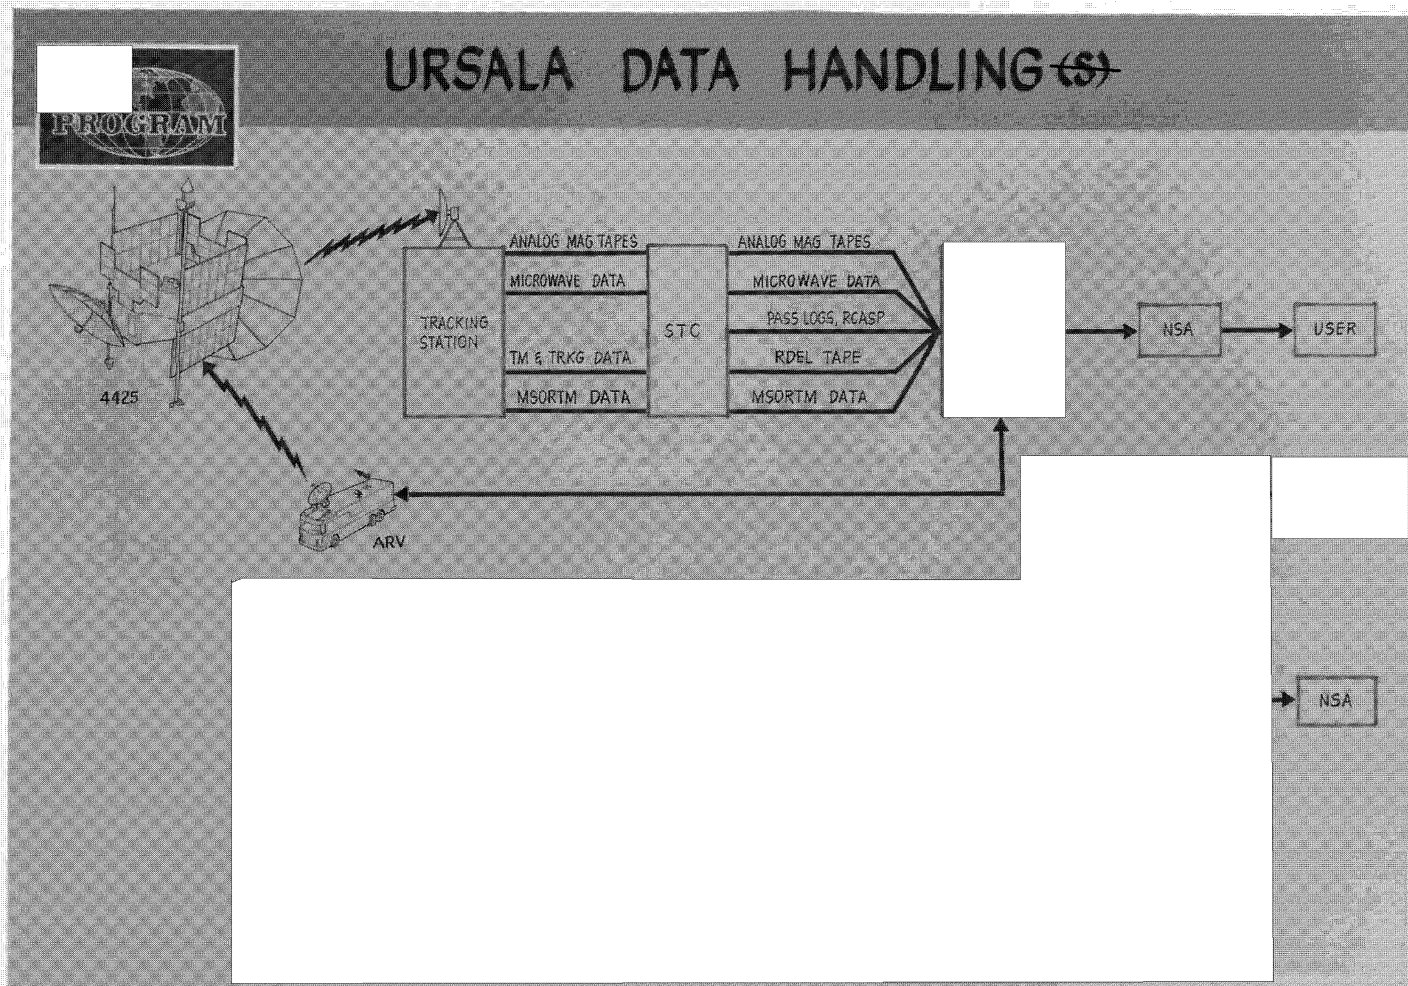 URSALA DATA HANDLING (S)
PROGRAM
ANALOG MAG TAPES
MICROWAVE DATA
TRACKING
STATION
TM & TRKG DATA
MSORTM DATA
STC
ANALOG MAG TAPES
MICROWAVE DATA
PASS LOGS, RCASP
RDEL TAPE
MSORTM DATA
NSA
USER
4425
ARV
NSA